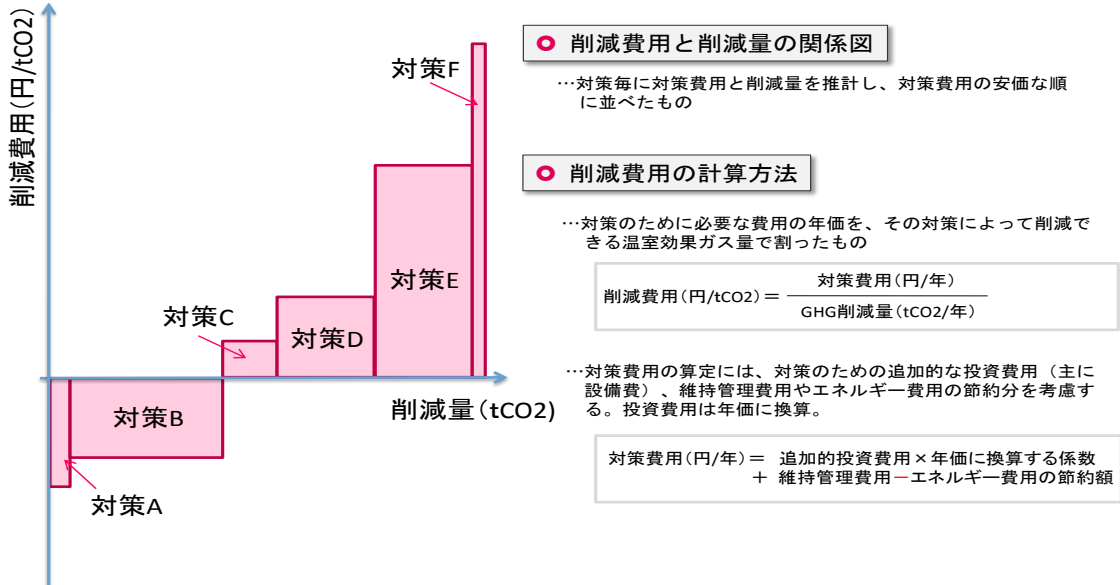 削減費用(円/tCO2)
対策F
対策E
対策C
対策D
対策B
対策A
削減量(tCO2)
削減費用と削減量の関係図
…対策毎に対策費用と削減量を推計し、対策費用の安価な順
に並べたもの
削減費用の計算方法
…対策のために必要な費用の年価を、その対策によって削減で
きる温室効果ガス量で割ったもの
削減費用(円/tCO2)＝ 対策費用(円/年)
GHG削減量(tCO2/年)
…対策費用の算定には、対策のための追加的な投資費用（主に
設備費）、維持管理費用やエネルギー費用の節約分を考慮す
る。投資費用は年価に換算。
対策費用(円/年)＝ 追加的投資費用×年価に換算する係数
＋ 維持管理費用－エネルギー費用の節約額